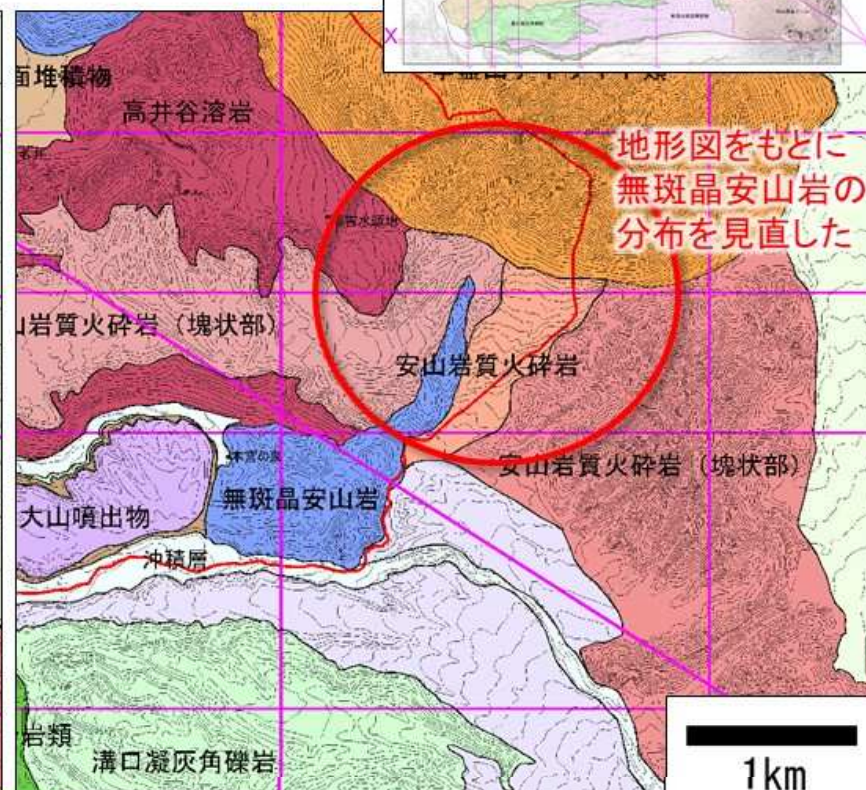 X
面堆積物
高井谷溶岩
地形図をもとに
無斑晶安山岩の
分布を見直した
山岩質火砕岩（塊状部）
安山岩質火砕岩
本宮の泉
安山岩質火砕岩（塊状部）
無斑晶安山岩
大山噴出物
沖積層
岩類
溝口凝灰角礫岩
1km